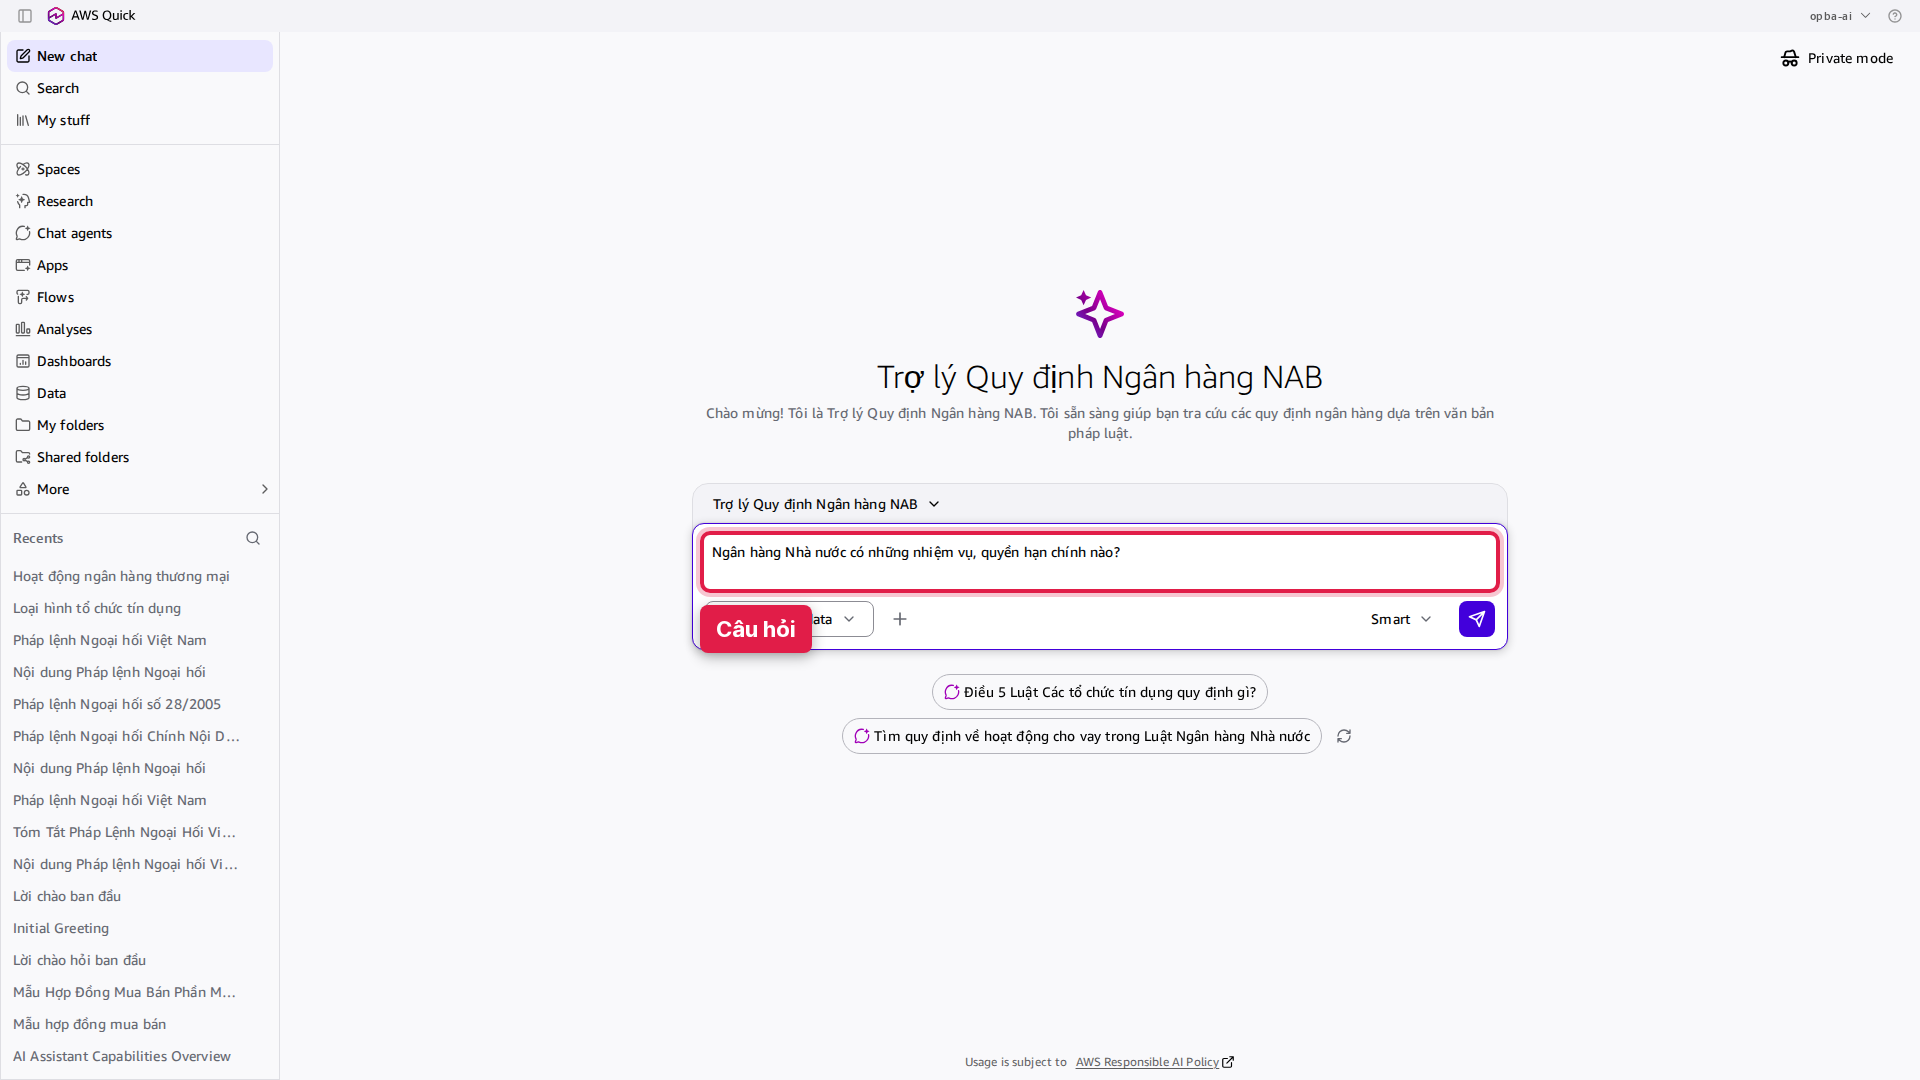 AWS Quick
opba-ai
New chat
Private mode
Search
My stuff
Spaces
Research
Chat agents
Apps
Flows
Analyses
Dashboards
Data
My folders
Shared folders
More
Recents
Hoạt động ngân hàng thương mại
Loại hình tổ chức tín dụng
Pháp lệnh Ngoại hối Việt Nam
Nội dung Pháp lệnh Ngoại hối
Pháp lệnh Ngoại hối số 28/2005
Pháp lệnh Ngoại hối Chính Nội D...
Nội dung Pháp lệnh Ngoại hối
Pháp lệnh Ngoại hối Việt Nam
Tóm Tắt Pháp Lệnh Ngoại Hối Vi...
Nội dung Pháp lệnh Ngoại hối Vi...
Lời chào ban đầu
Initial Greeting
Lời chào hỏi ban đầu
Mẫu Hợp Đồng Mua Bán Phần M...
Mẫu hợp đồng mua bán
AI Assistant Capabilities Overview
Trợ lý Quy định Ngân hàng NAB
Chào mừng! Tôi là Trợ lý Quy định Ngân hàng NAB. Tôi sẵn sàng giúp bạn tra cứu các quy định ngân hàng dựa trên văn bản
pháp luật.
Trợ lý Quy định Ngân hàng NAB
Ngân hàng Nhà nước có những nhiệm vụ, quyền hạn chính nào?
Câu hỏi
Smart
Điều 5 Luật Các tổ chức tín dụng quy định gì?
Tìm quy định về hoạt động cho vay trong Luật Ngân hàng Nhà nước
Usage is subject to AWS Responsible AI Policy